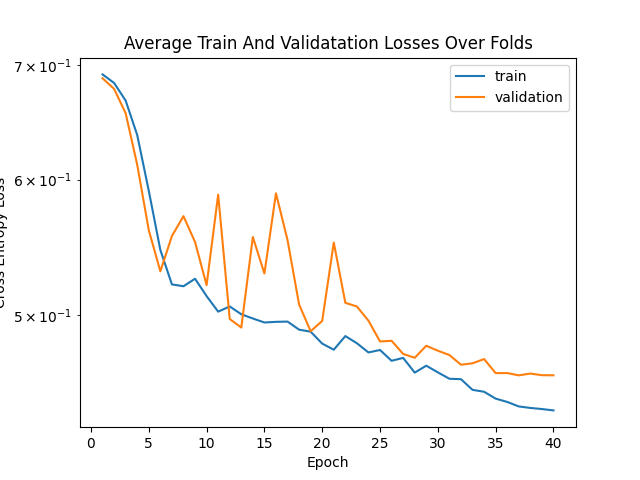 Average Train And Validatation Losses Over Folds
train
validation
7 × 10⁻¹
6 × 10⁻¹
5 × 10⁻¹
Entropy Loss
0 5 10 15 20 25 30 35 40
Epoch